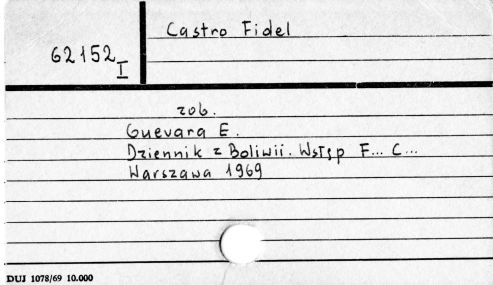 Castro Fidel
62152
I
zob.
Guevara E.
Dziennik z Boliwii. Wstęp F... C...
Warszawa 1969
DUJ 1078/69 10.000